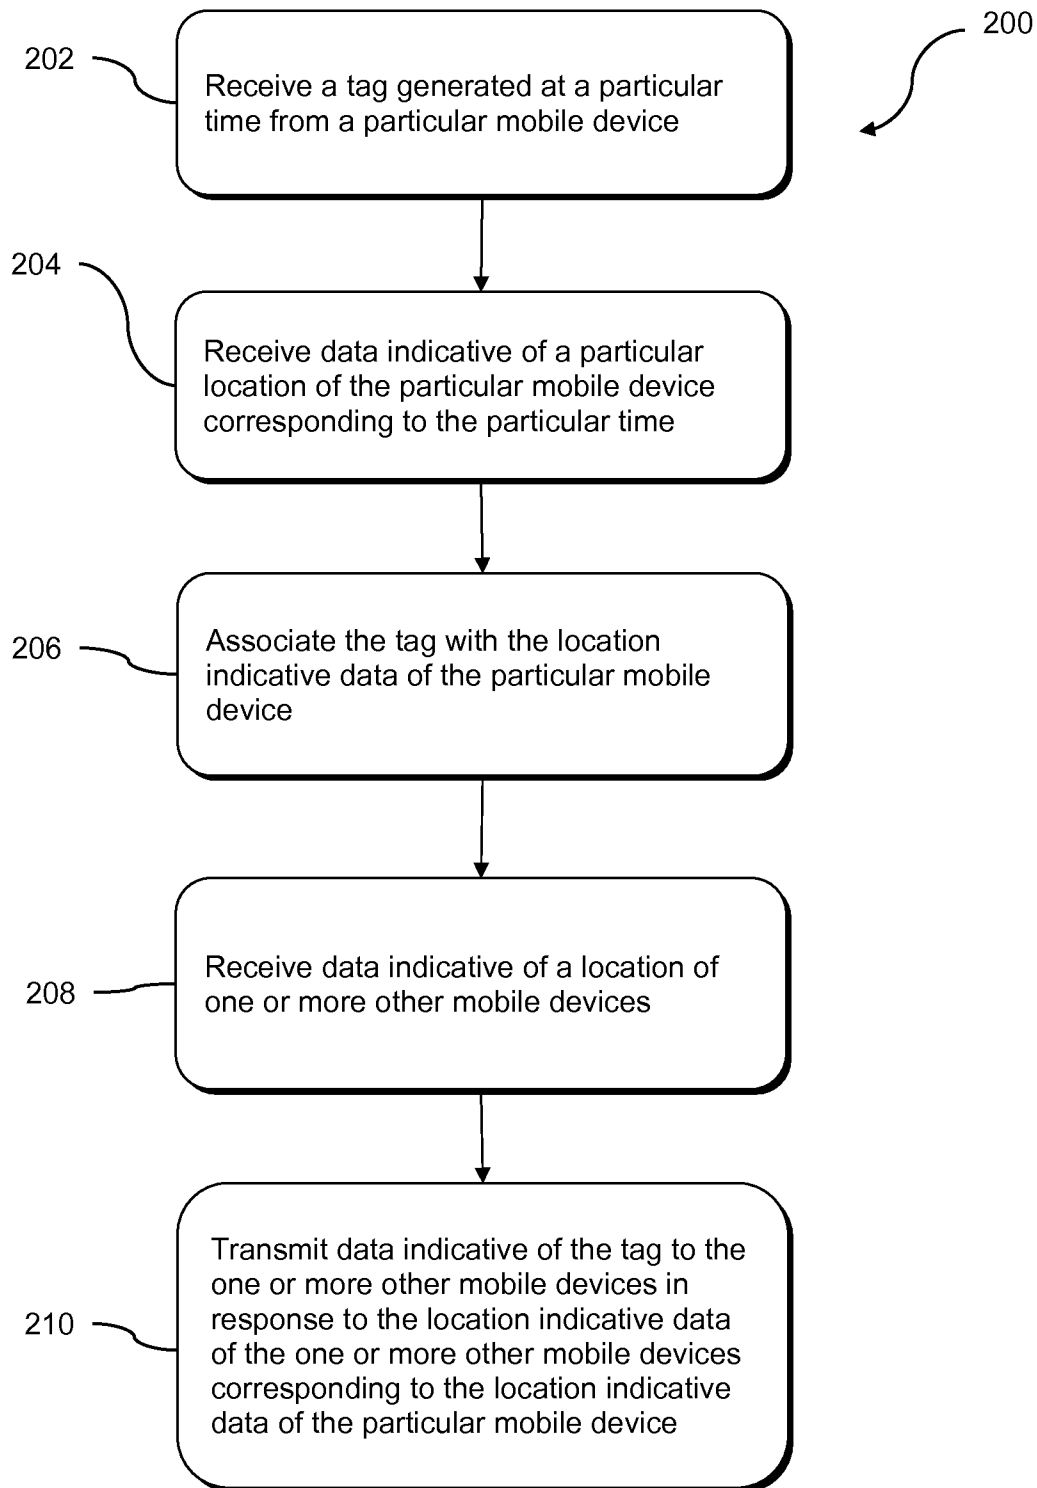 200
202
Receive a tag generated at a particular
time from a particular mobile device
204
Receive data indicative of a particular
location of the particular mobile device
corresponding to the particular time
206
Associate the tag with the location
indicative data of the particular mobile
device
208
Receive data indicative of a location of
one or more other mobile devices
210
Transmit data indicative of the tag to the
one or more other mobile devices in
response to the location indicative data
of the one or more other mobile devices
corresponding to the location indicative
data of the particular mobile device